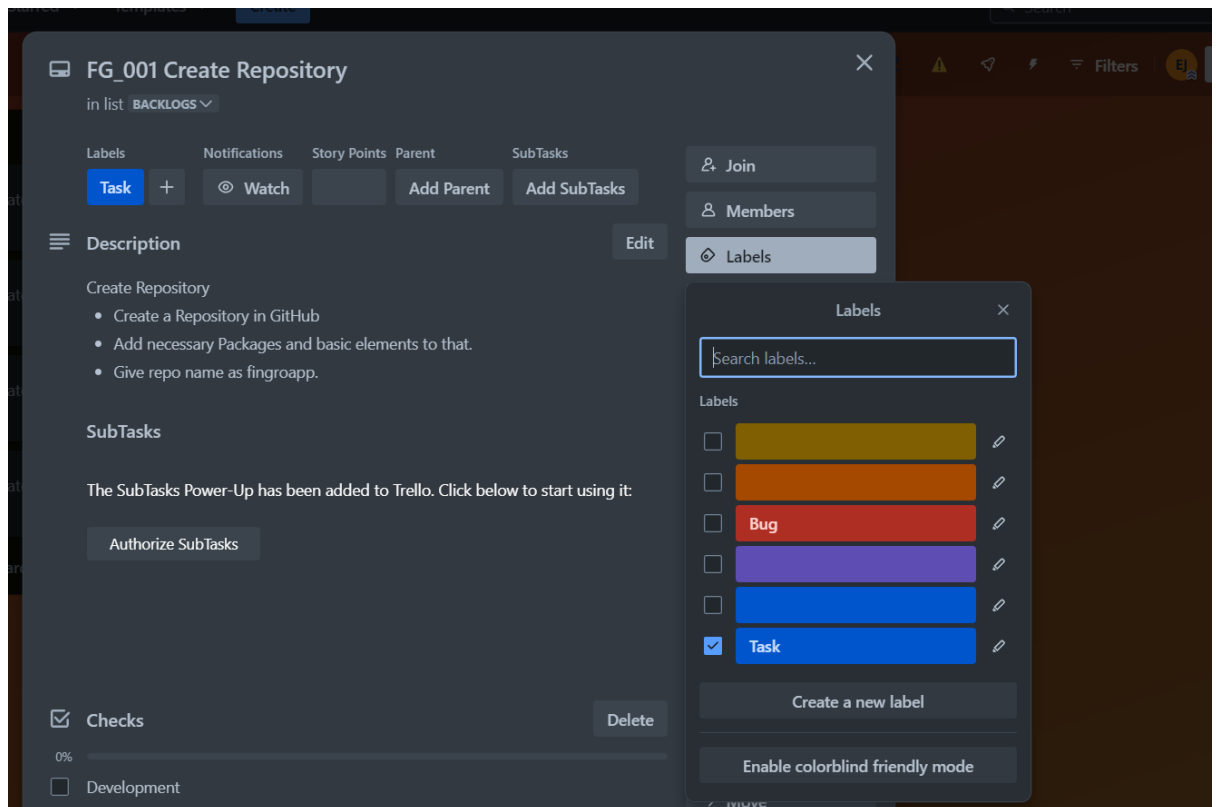 Templates
Create
Search
FG_001 Create Repository
in list BACKLOGS
Filters
EJ
Labels
Notifications
Story Points
Parent
SubTasks
Task
+
Watch
Add Parent
Add SubTasks
Join
Members
Labels
Description
Edit
Create Repository
• Create a Repository in GitHub
• Add necessary Packages and basic elements to that.
• Give repo name as fingroapp.
SubTasks
The SubTasks Power-Up has been added to Trello. Click below to start using it:
Authorize SubTasks
Checks
Delete
0%
Development
Labels
Search labels...
Labels
Bug
Task
Create a new label
Enable colorblind friendly mode
Move